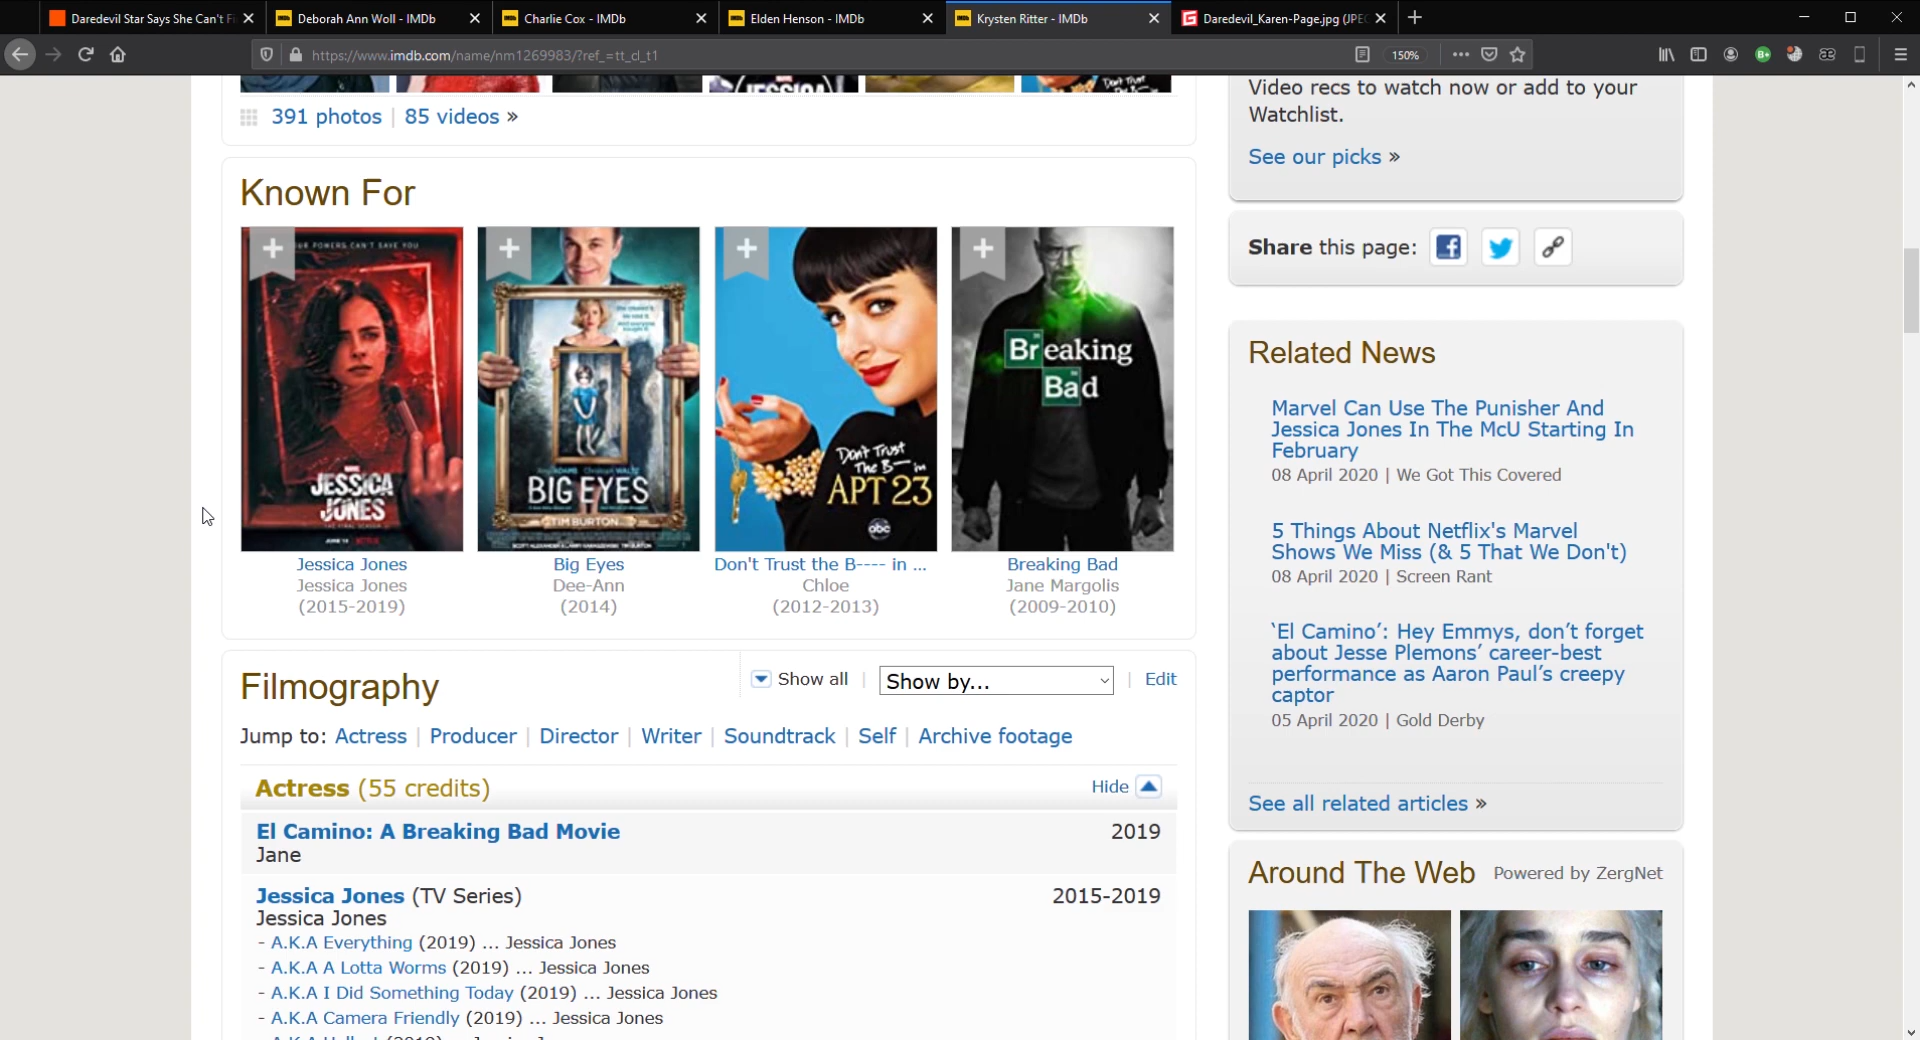 Daredevil Star Says She Can't Fi
Deborah Ann Woll - IMDb
Charlie Cox - IMDb
Elden Henson - IMDb
Krysten Ritter - IMDb
Daredevil_Karen-Page.jpg (JPEG
https://www.imdb.com/name/nm1269983/?ref_=tt_cl_t1
150%
391 photos | 85 videos »
Known For
JESSICA JONES
BIG EYES
TIM BURTON
Don't Trust
The B---- in
APT 23
abc
Breaking
Bad
Jessica Jones
Jessica Jones
(2015-2019)
Big Eyes
Dee-Ann
(2014)
Don't Trust the B---- in ...
Chloe
(2012-2013)
Breaking Bad
Jane Margolis
(2009-2010)
Filmography
Show all | Show by... | Edit
Jump to: Actress | Producer | Director | Writer | Soundtrack | Self | Archive footage
Actress (55 credits) Hide
El Camino: A Breaking Bad Movie 2019
Jane
Jessica Jones (TV Series) 2015-2019
Jessica Jones
- A.K.A Everything (2019) ... Jessica Jones
- A.K.A A Lotta Worms (2019) ... Jessica Jones
- A.K.A I Did Something Today (2019) ... Jessica Jones
- A.K.A Camera Friendly (2019) ... Jessica Jones
Video recs to watch now or add to your
Watchlist.
See our picks »
Share this page:
Related News
Marvel Can Use The Punisher And
Jessica Jones In The McU Starting In
February
08 April 2020 | We Got This Covered
5 Things About Netflix's Marvel
Shows We Miss (& 5 That We Don't)
08 April 2020 | Screen Rant
‘El Camino’: Hey Emmys, don’t forget
about Jesse Plemons’ career-best
performance as Aaron Paul’s creepy
captor
05 April 2020 | Gold Derby
See all related articles »
Around The Web Powered by ZergNet